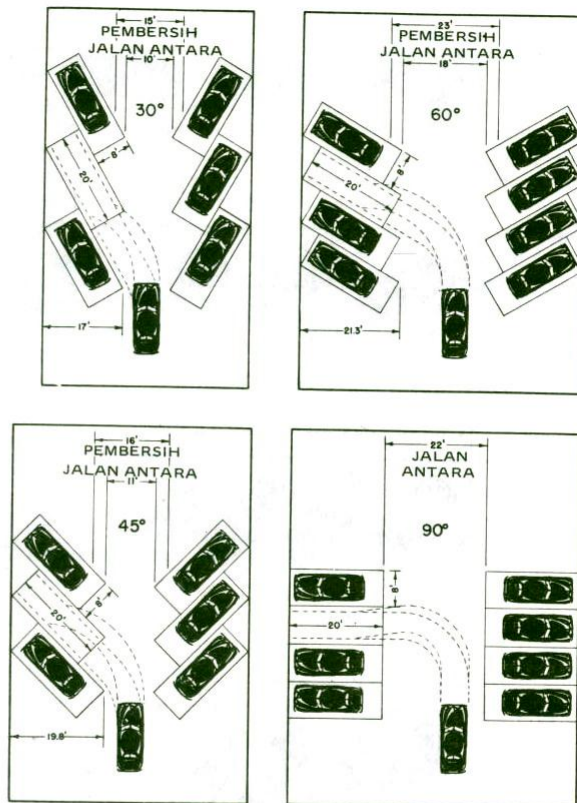 15'
PEMBERSIH
JALAN ANTARA
10'
30°
8'
20'
17'
23'
PEMBERSIH
JALAN ANTARA
18'
60°
8'
20'
21.3'
16'
PEMBERSIH
JALAN ANTARA
11'
45°
8'
20'
19.8'
22'
JALAN
ANTARA
90°
8'
20'